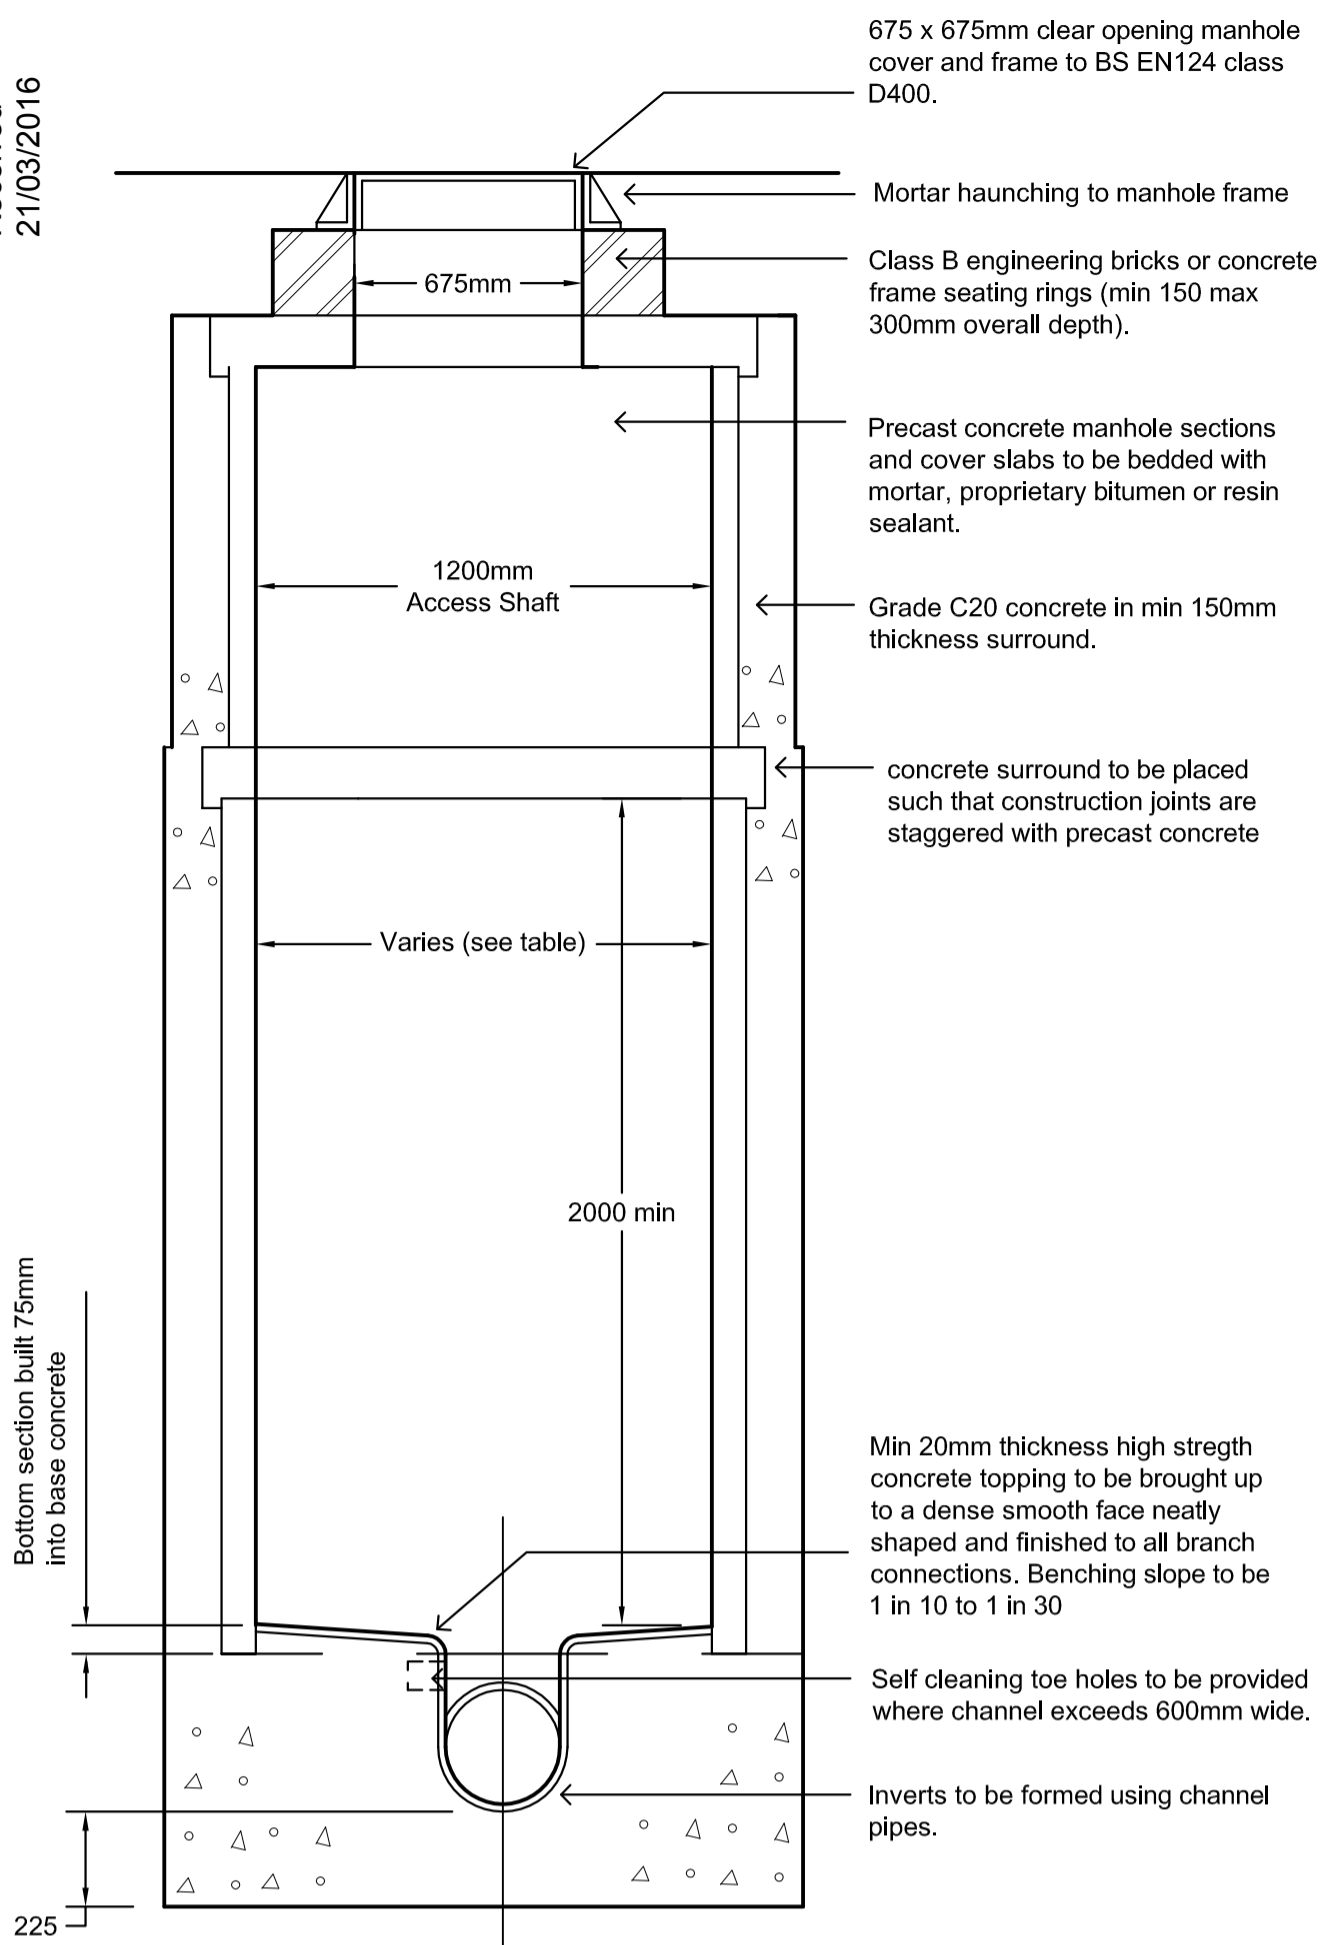 21/03/2016
675 x 675mm clear opening manhole
cover and frame to BS EN124 class
D400.
Mortar haunching to manhole frame
Class B engineering bricks or concrete
frame seating rings (min 150 max
300mm overall depth).
675mm
Precast concrete manhole sections
and cover slabs to be bedded with
mortar, proprietary bitumen or resin
sealant.
1200mm
Access Shaft
Grade C20 concrete in min 150mm
thickness surround.
concrete surround to be placed
such that construction joints are
staggered with precast concrete
Varies (see table)
2000 min
Bottom section built 75mm
into base concrete
Min 20mm thickness high stregth
concrete topping to be brought up
to a dense smooth face neatly
shaped and finished to all branch
connections. Benching slope to be
1 in 10 to 1 in 30
Self cleaning toe holes to be provided
where channel exceeds 600mm wide.
Inverts to be formed using channel
pipes.
225